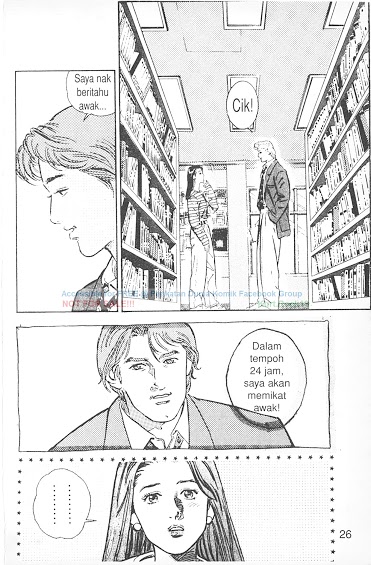 Cik!
Saya nak
beritahu
awak...
Dalam
tempoh
24 jam,
saya akan
memikat
awak!
26